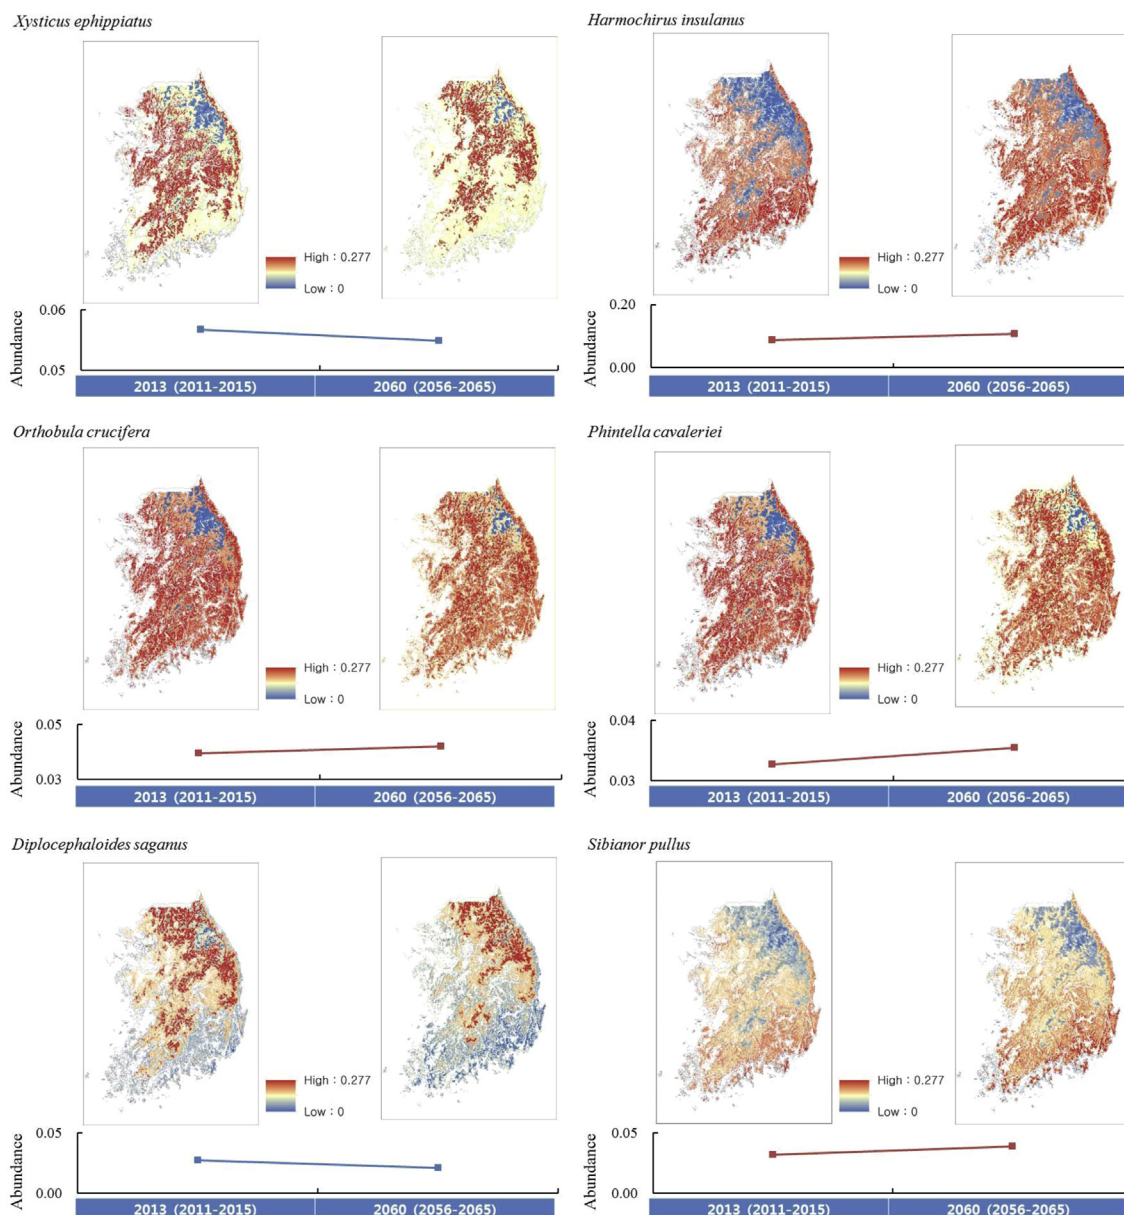 Xysticus ephippiatus
Harmochirus insulanus
High : 0.277
Low : 0
High : 0.277
Low : 0
Abundance
0.06
0.05
2013 (2011-2015)
2060 (2056-2065)
Abundance
0.20
0.00
2013 (2011-2015)
2060 (2056-2065)
Orthobula crucifera
Phintella cavaleriei
High : 0.277
Low : 0
High : 0.277
Low : 0
Abundance
0.05
0.03
2013 (2011-2015)
2060 (2056-2065)
Abundance
0.04
0.03
2013 (2011-2015)
2060 (2056-2065)
Diplocephaloides saganus
Sibianor pullus
High : 0.277
Low : 0
High : 0.277
Low : 0
Abundance
0.05
0.00
2013 (2011-2015)
2060 (2056-2065)
Abundance
0.05
0.00
2013 (2011-2015)
2060 (2056-2065)